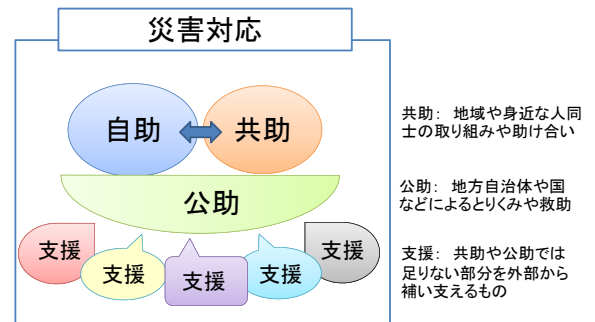 災害対応
自助
共助
公助
支援
支援
支援
支援
支援
共助： 地域や身近な人同
士の取り組みや助け合い
公助： 地方自治体や国
などによるとりくみや救助
支援： 共助や公助では
足りない部分を外部から
補い支えるもの